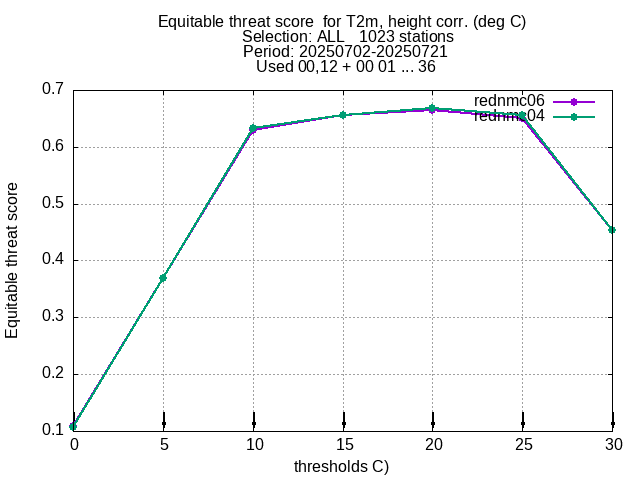 Equitable threat score  for T2m, height corr. (deg C)
Selection: ALL   1023 stations
Period: 20250702-20250721
Used 00,12 + 00 01 ... 36
rednmc06
rednmc04
0.7
0.6
0.5
0.4
0.3
0.2
0.1
Equitable threat score
0 5 10 15 20 25 30
thresholds C)